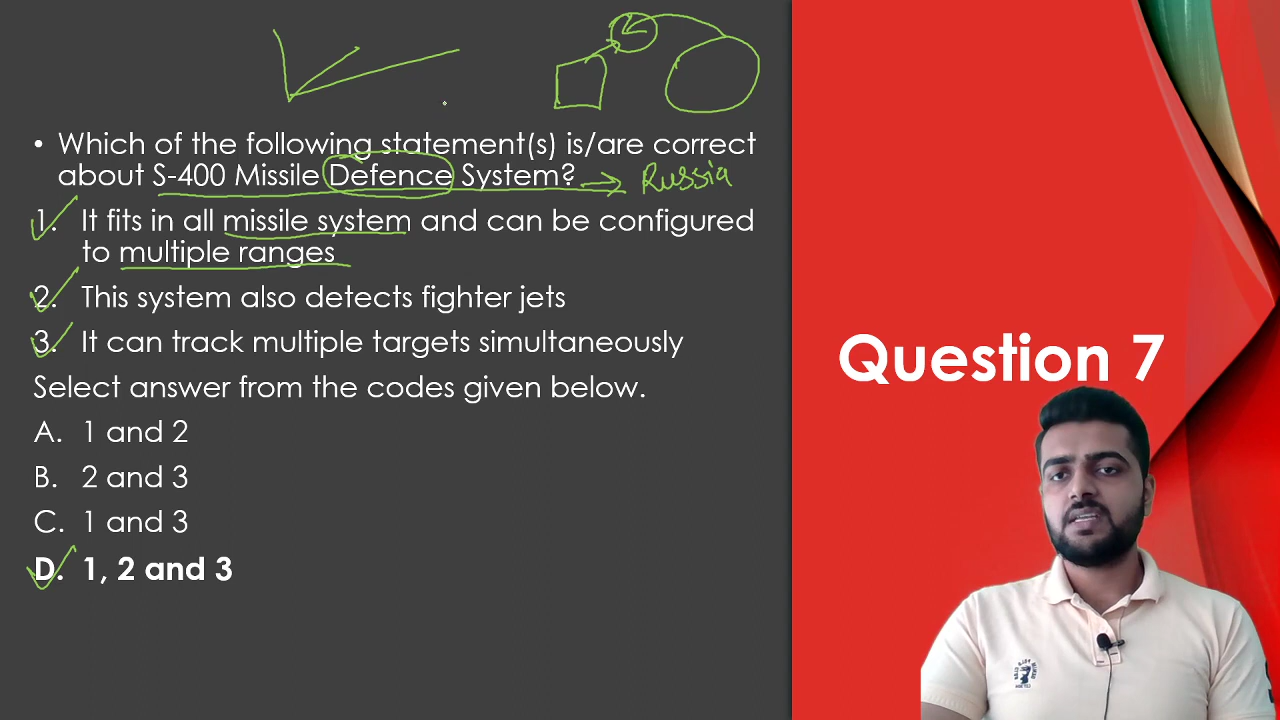 • Which of the following statement(s) is/are correct
about S-400 Missile Defence System? → Russia
1. It fits in all missile system and can be configured
to multiple ranges
2. This system also detects fighter jets
3. It can track multiple targets simultaneously
Select answer from the codes given below.
A. 1 and 2
B. 2 and 3
C. 1 and 3
D. 1, 2 and 3
Question 7